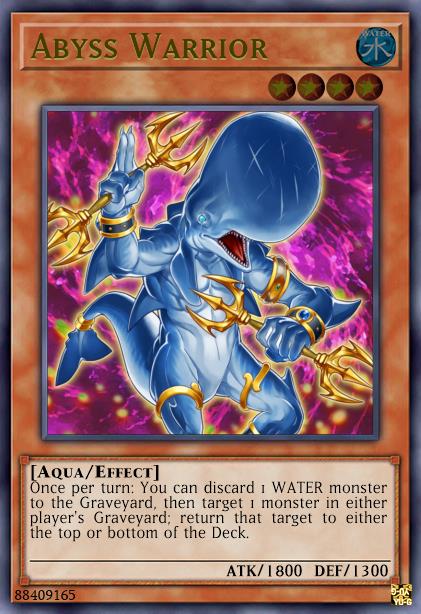 Abyss Warrior
WATER
水
[Aqua/Effect]
Once per turn: You can discard 1 WATER monster
to the Graveyard, then target 1 monster in either
player's Graveyard; return that target to either
the top or bottom of the Deck.
ATK/1800 DEF/1300
88409165